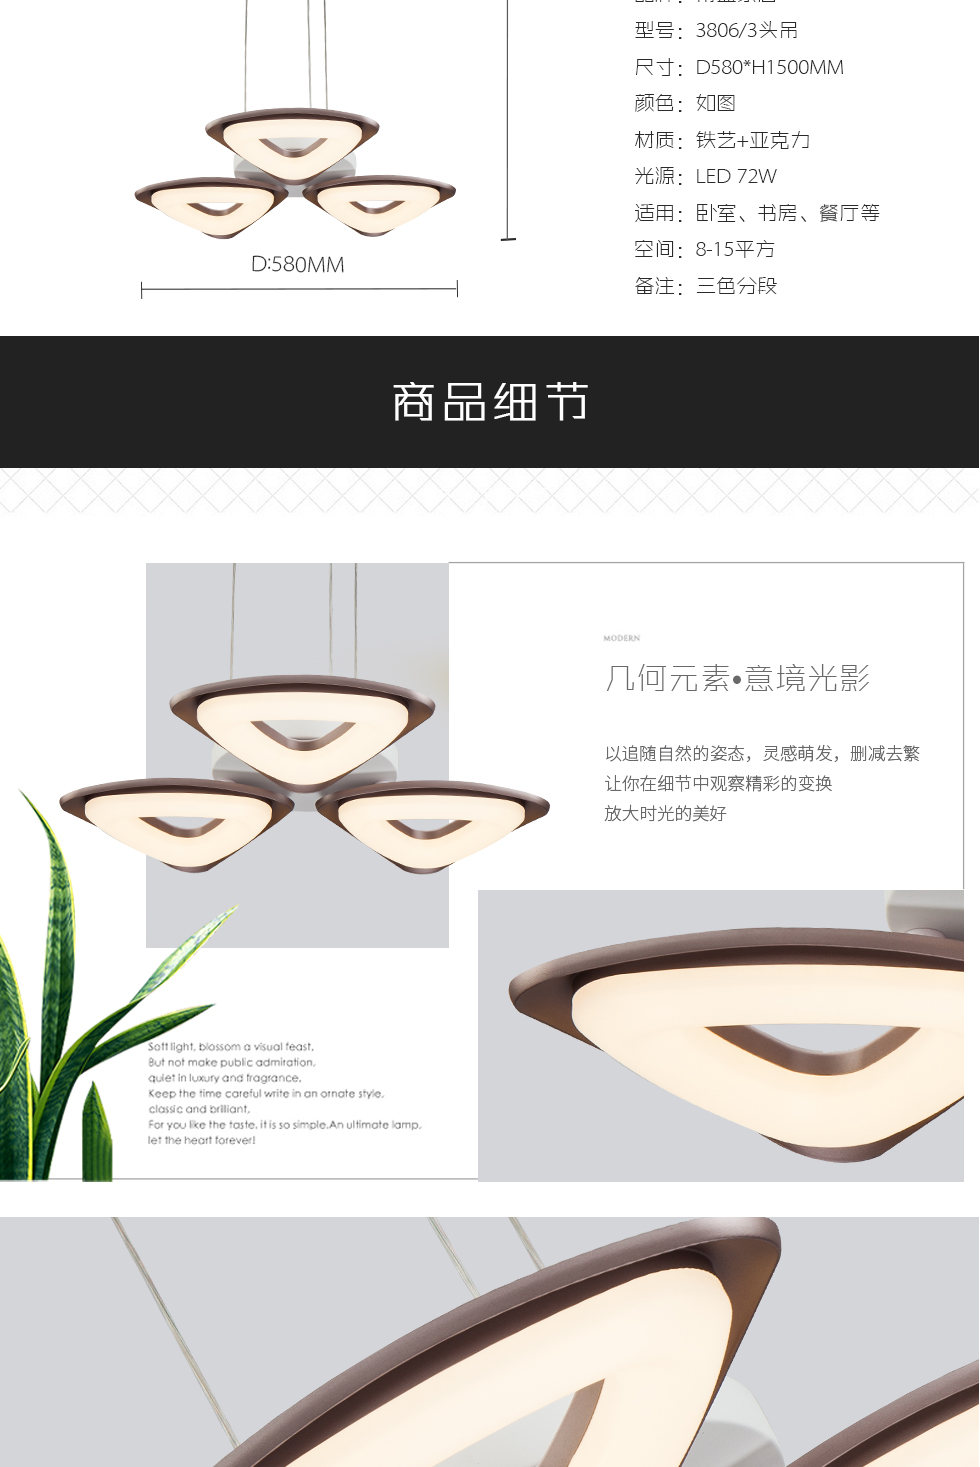 型号：3806/3头吊
尺寸：D580*H1500MM
颜色：如图
材质：铁艺+亚克力
光源：LED 72W
适用：卧室、书房、餐厅等
空间：8-15平方
备注：三色分段
D:580MM
商品细节
MODERN
几何元素•意境光影
以追随自然的姿态，灵感萌发，删减去繁
让你在细节中观察精彩的变换
放大时光的美好
Soft light, blossom a visual feast,
But not make public admiration,
quiet in luxury and fragrance,
Keep the time careful write in an ornate style,
classic and brilliant,
For you like the taste, it is so simple.An ultimate lamp,
let the heart forever!